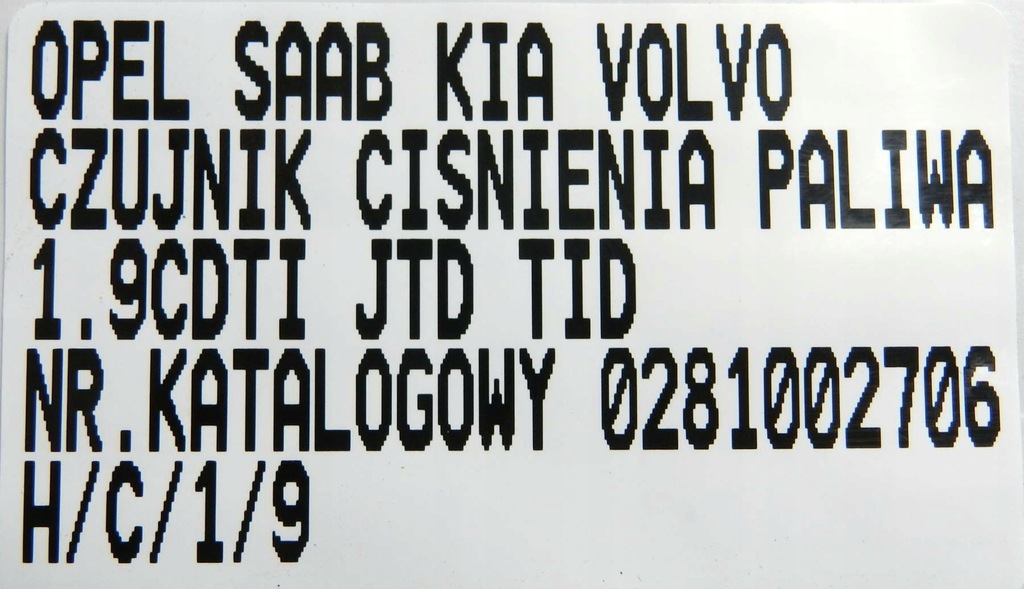 OPEL SAAB KIA VOLVO
CZUJNIK CISNIENIA PALIWA
1.9CDTI JTD TID
NR.KATALOGOWY 0281002706
H/C/1/9